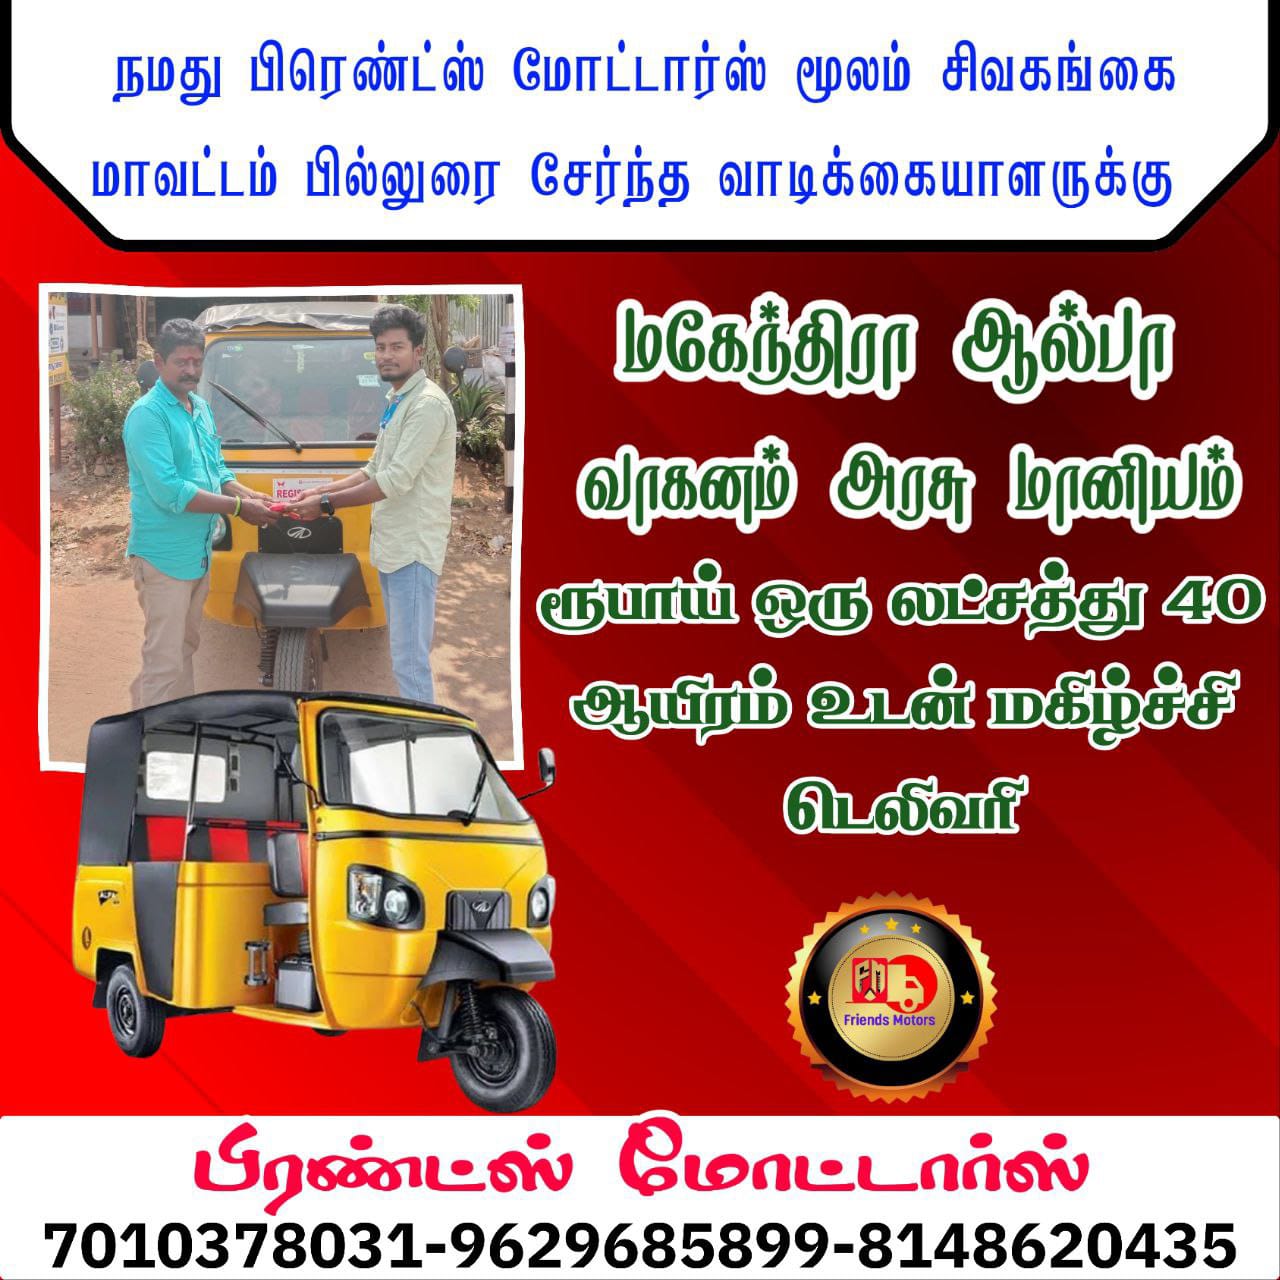 நமது பிரெண்ட்ஸ் மோட்டார்ஸ் மூலம் சிவகங்கை
மாவட்டம் பில்லுரை சேர்ந்த வாடிக்கையாளருக்கு
மகேந்திரா ஆல்பா
வாகனம் அரசு மானியம்
ரூபாய் ஒரு லட்சத்து 40
ஆயிரம் உடன் மகிழ்ச்சி
டெலிவரி
Friends Motors
பிரண்ட்ஸ் மோட்டார்ஸ்
7010378031-9629685899-8148620435